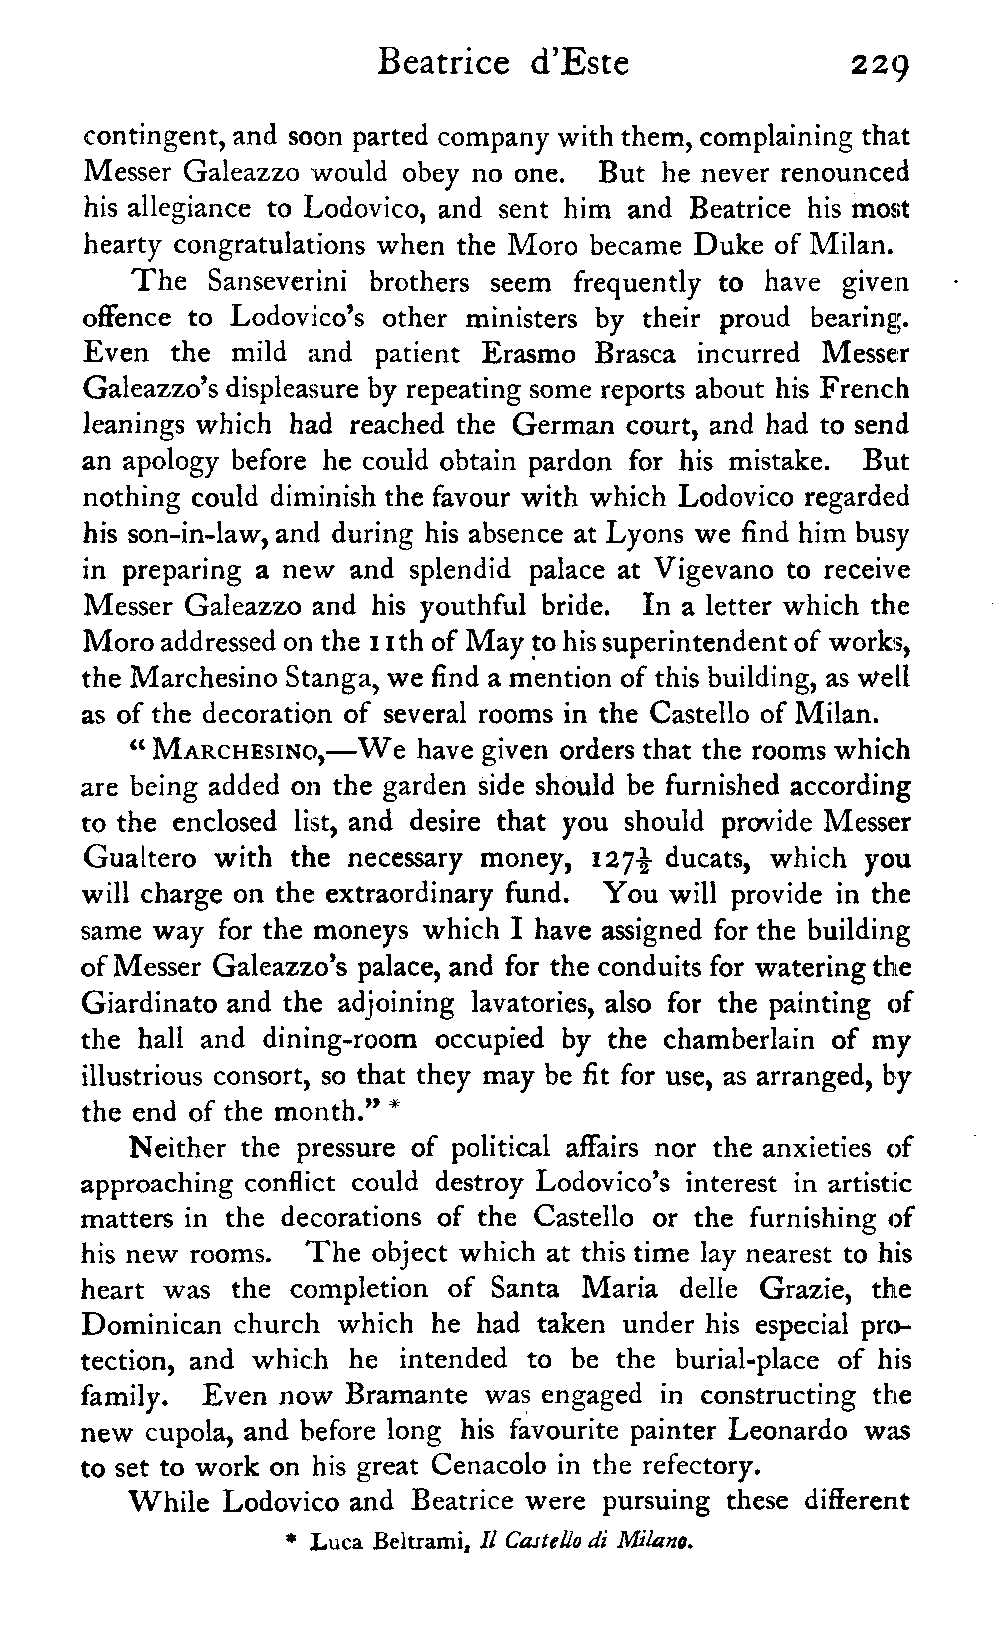 Beatrice d'Este 229
contingent, and soon parted company with them, complaining that
Messer Galeazzo would obey no one. But he never renounced
his allegiance to Lodovico, and sent him and Beatrice his most
hearty congratulations when the Moro became Duke of Milan.
The Sanseverini brothers seem frequently to have given
offence to Lodovico's other ministers by their proud bearing.
Even the mild and patient Erasmo Brasca incurred Messer
Galeazzo's displeasure by repeating some reports about his French
leanings which had reached the German court, and had to send
an apology before he could obtain pardon for his mistake. But
nothing could diminish the favour with which Lodovico regarded
his son-in-law, and during his absence at Lyons we find him busy
in preparing a new and splendid palace at Vigevano to receive
Messer Galeazzo and his youthful bride. In a letter which the
Moro addressed on the 11th of May to his superintendent of works,
the Marchesino Stanga, we find a mention of this building, as well
as of the decoration of several rooms in the Castello of Milan.
"MARCHESINO,—We have given orders that the rooms which
are being added on the garden side should be furnished according
to the enclosed list, and desire that you should provide Messer
Gualtero with the necessary money, 127½ ducats, which you
will charge on the extraordinary fund. You will provide in the
same way for the moneys which I have assigned for the building
of Messer Galeazzo's palace, and for the conduits for watering the
Giardinato and the adjoining lavatories, also for the painting of
the hall and dining-room occupied by the chamberlain of my
illustrious consort, so that they may be fit for use, as arranged, by
the end of the month." *
Neither the pressure of political affairs nor the anxieties of
approaching conflict could destroy Lodovico's interest in artistic
matters in the decorations of the Castello or the furnishing of
his new rooms. The object which at this time lay nearest to his
heart was the completion of Santa Maria delle Grazie, the
Dominican church which he had taken under his especial pro-
tection, and which he intended to be the burial-place of his
family. Even now Bramante was engaged in constructing the
new cupola, and before long his favourite painter Leonardo was
to set to work on his great Cenacolo in the refectory.
While Lodovico and Beatrice were pursuing these different
* Luca Beltrami, Il Castello di Milano.